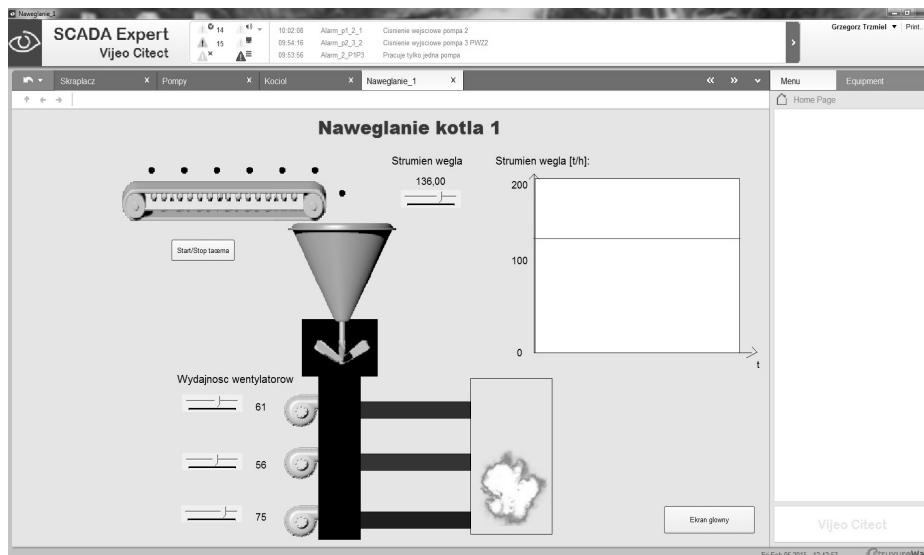 Naweglanie_1
SCADA Expert
Vijeo Citect
14
15
10:02:08 Alarm_p1_2_1 Cisnienie wejsciowe pompa 2
09:54:16 Alarm_p2_3_2 Cisnienie wyjsciowe pompa 3 PWZ2
09:53:56 Alarm_2_P1P3 Pracuje tylko jedna pompa
Grzegorz Trzmiel Print..
Skraplacz X Pompy X Kociol X Naweglanie_1 X
Menu Equipment
Home Page
Naweglanie kotla 1
Strumien wegla
136,00
Strumien wegla [t/h]:
200
100
0
t
Start/Stop tasma
Wydajnosc wentylatorow
61
56
75
Ekran glowny
Vijeo Citect